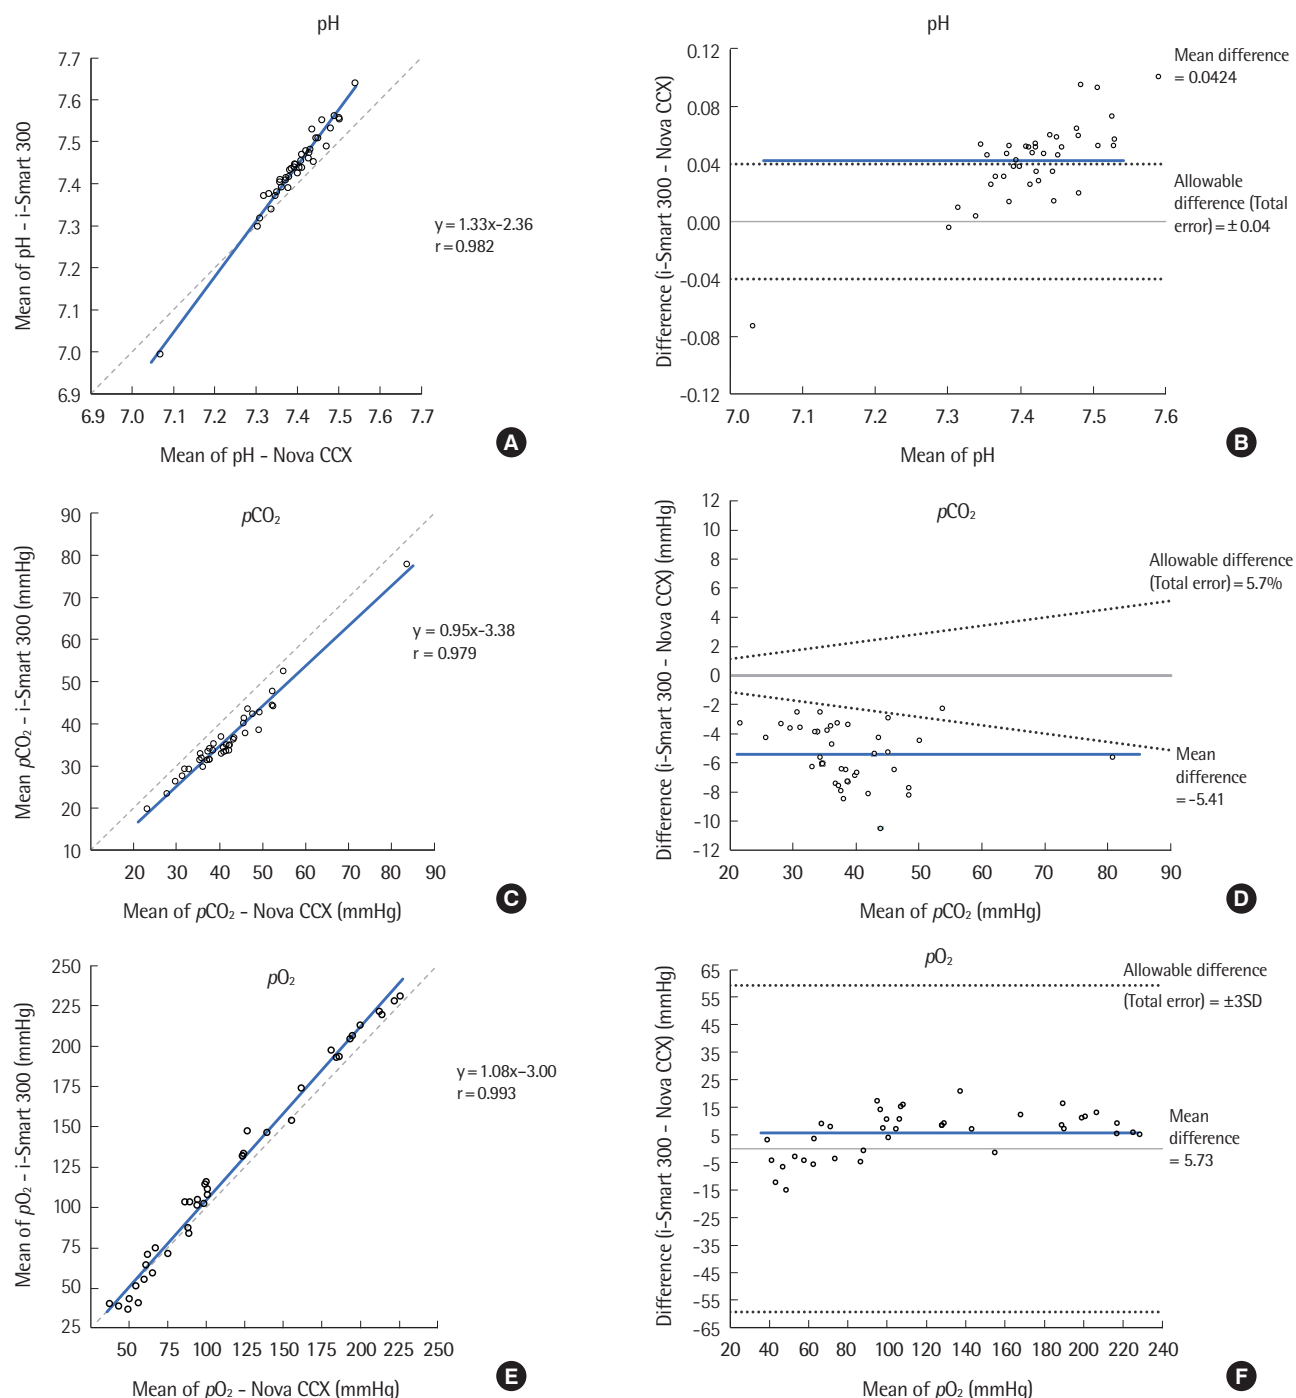 pH
7.7
7.6
7.5
7.4
7.3
7.2
7.1
7.0
6.9
6.9 7.0 7.1 7.2 7.3 7.4 7.5 7.6 7.7
Mean of pH - i-Smart 300
Mean of pH - Nova CCX
y = 1.33x-2.36
r = 0.982
A
pH
0.12
0.08
0.04
0.00
-0.04
-0.08
-0.12
7.0 7.1 7.2 7.3 7.4 7.5 7.6
Difference (i-Smart 300 - Nova CCX)
Mean of pH
Mean difference
= 0.0424
Allowable
difference (Total
error) = ± 0.04
B
pCO₂
90
80
70
60
50
40
30
20
10
20 30 40 50 60 70 80 90
Mean pCO₂ - i-Smart 300 (mmHg)
Mean of pCO₂ - Nova CCX (mmHg)
y = 0.95x-3.38
r = 0.979
C
pCO₂
12
10
8
6
4
2
0
-2
-4
-6
-8
-10
-12
20 30 40 50 60 70 80 90
Difference (i-Smart 300 - Nova CCX) (mmHg)
Mean of pCO₂ (mmHg)
Allowable difference
(Total error) = 5.7%
Mean
difference
= -5.41
D
pO₂
250
225
200
175
150
125
100
75
50
25
50 75 100 125 150 175 200 225 250
Mean of pO₂ - i-Smart 300 (mmHg)
Mean of pO₂ - Nova CCX (mmHg)
y = 1.08x-3.00
r = 0.993
E
pO₂
65
55
45
35
25
15
5
-5
-15
-25
-35
-45
-55
-65
20 40 60 80 100 120 140 160 180 200 220 240
Difference (i-Smart 300 - Nova CCX) (mmHg)
Mean of pO₂ (mmHg)
Allowable difference
(Total error) = ±3SD
Mean
difference
= 5.73
F